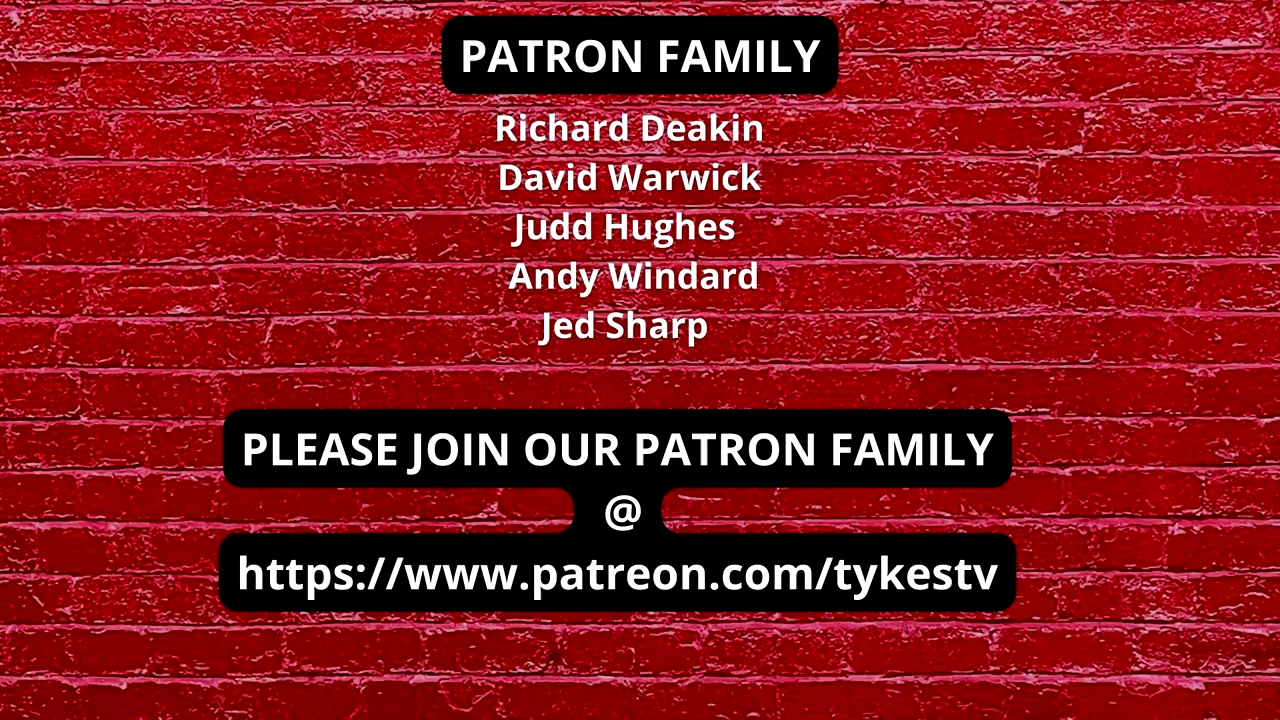 PATRON FAMILY
Richard Deakin
David Warwick
Judd Hughes
Andy Windard
Jed Sharp
PLEASE JOIN OUR PATRON FAMILY
@
https://www.patreon.com/tykestv